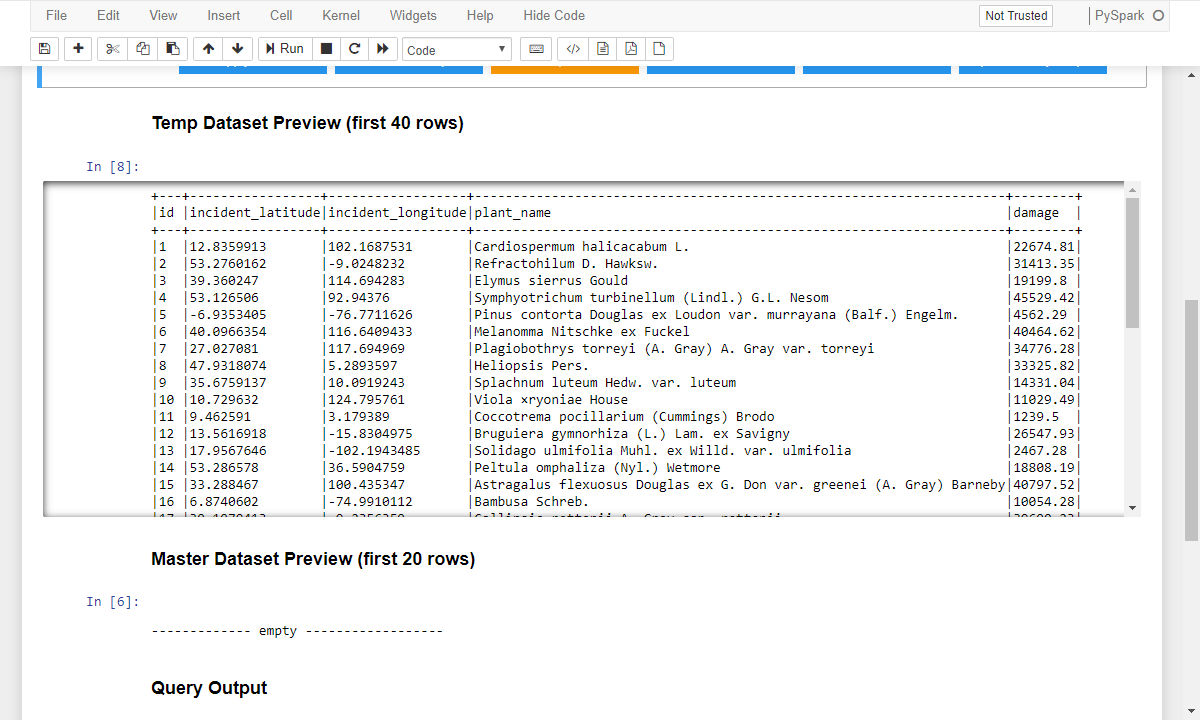 File Edit View Insert Cell Kernel Widgets Help Hide Code Not Trusted PySpark
Run Code
Temp Dataset Preview (first 40 rows)
In [8]:
+---+-----------------+------------------+---------------------------------------------------------------------+--------+
|id |incident_latitude|incident_longitude|plant_name |damage |
+---+-----------------+------------------+---------------------------------------------------------------------+--------+
|1 |12.8359913 |102.1687531 |Cardiospermum halicacabum L. |22674.81|
|2 |53.2760162 |-9.0248232 |Refractohilum D. Hawksw. |31413.35|
|3 |39.360247 |114.694283 |Elymus sierrus Gould |19199.8 |
|4 |53.126506 |92.94376 |Symphyotrichum turbinellum (Lindl.) G.L. Nesom |45529.42|
|5 |-6.9353405 |-76.7711626 |Pinus contorta Douglas ex Loudon var. murrayana (Balf.) Engelm. |4562.29 |
|6 |40.0966354 |116.6409433 |Melanomma Nitschke ex Fuckel |40464.62|
|7 |27.027081 |117.694969 |Plagiobothrys torreyi (A. Gray) A. Gray var. torreyi |34776.28|
|8 |47.9318074 |5.2893597 |Heliopsis Pers. |33325.82|
|9 |35.6759137 |10.0919243 |Splachnum luteum Hedw. var. luteum |14331.04|
|10 |10.729632 |124.795761 |Viola ×ryoniae House |11029.49|
|11 |9.462591 |3.179389 |Coccotrema pocillarium (Cummings) Brodo |1239.5 |
|12 |13.5616918 |-15.8304975 |Bruguiera gymnorhiza (L.) Lam. ex Savigny |26547.93|
|13 |17.9567646 |-102.1943485 |Solidago ulmifolia Muhl. ex Willd. var. ulmifolia |2467.28 |
|14 |53.286578 |36.5904759 |Peltula omphaliza (Nyl.) Wetmore |18808.19|
|15 |33.288467 |100.435347 |Astragalus flexuosus Douglas ex G. Don var. greenei (A. Gray) Barneby|40797.52|
|16 |6.8740602 |-74.9910112 |Bambusa Schreb. |10054.28|
Master Dataset Preview (first 20 rows)
In [6]:
------------- empty ------------------
Query Output